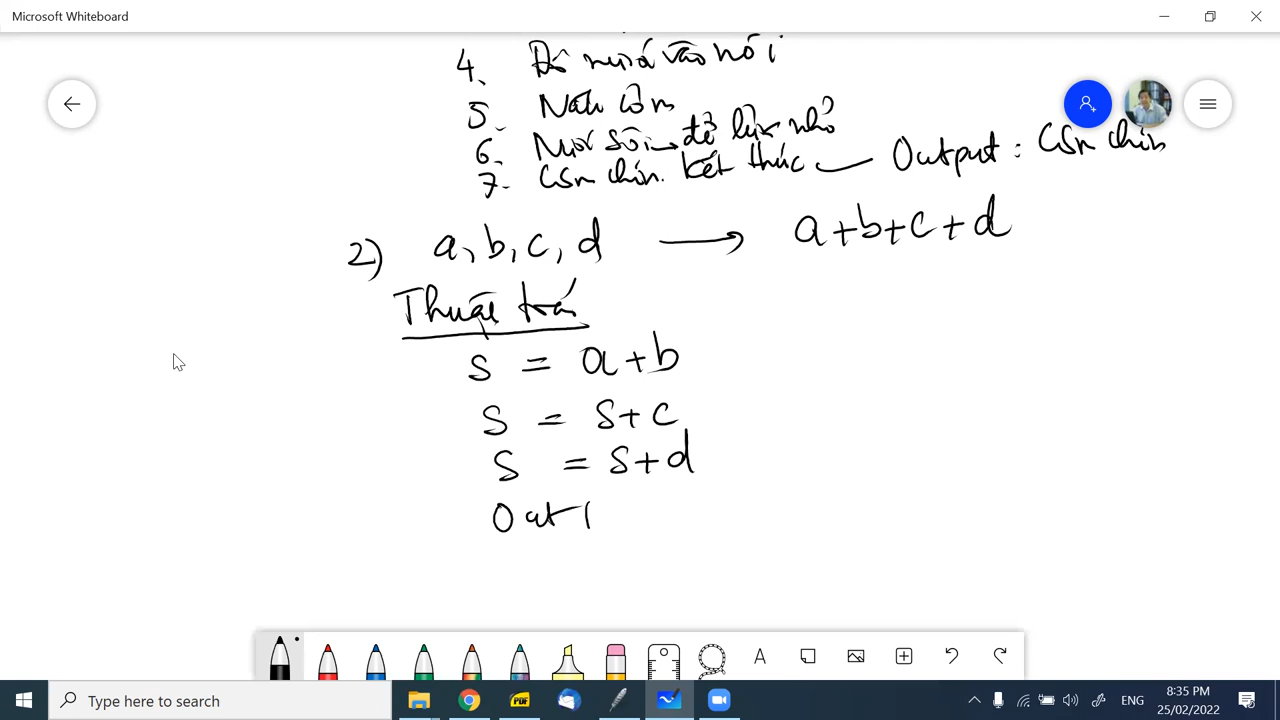 Microsoft Whiteboard
4. Đổ nước vào nồi
5. Nấu cơm
6. Nước sôi → để lửa nhỏ
7. Cơm chín. Kết thúc — Output : Cơm chín
2) a, b, c, d → a+b+c+d
Thuật toán
S = a+b
S = S+c
S = S+d
Outp
Type here to search
ENG
8:35 PM
25/02/2022